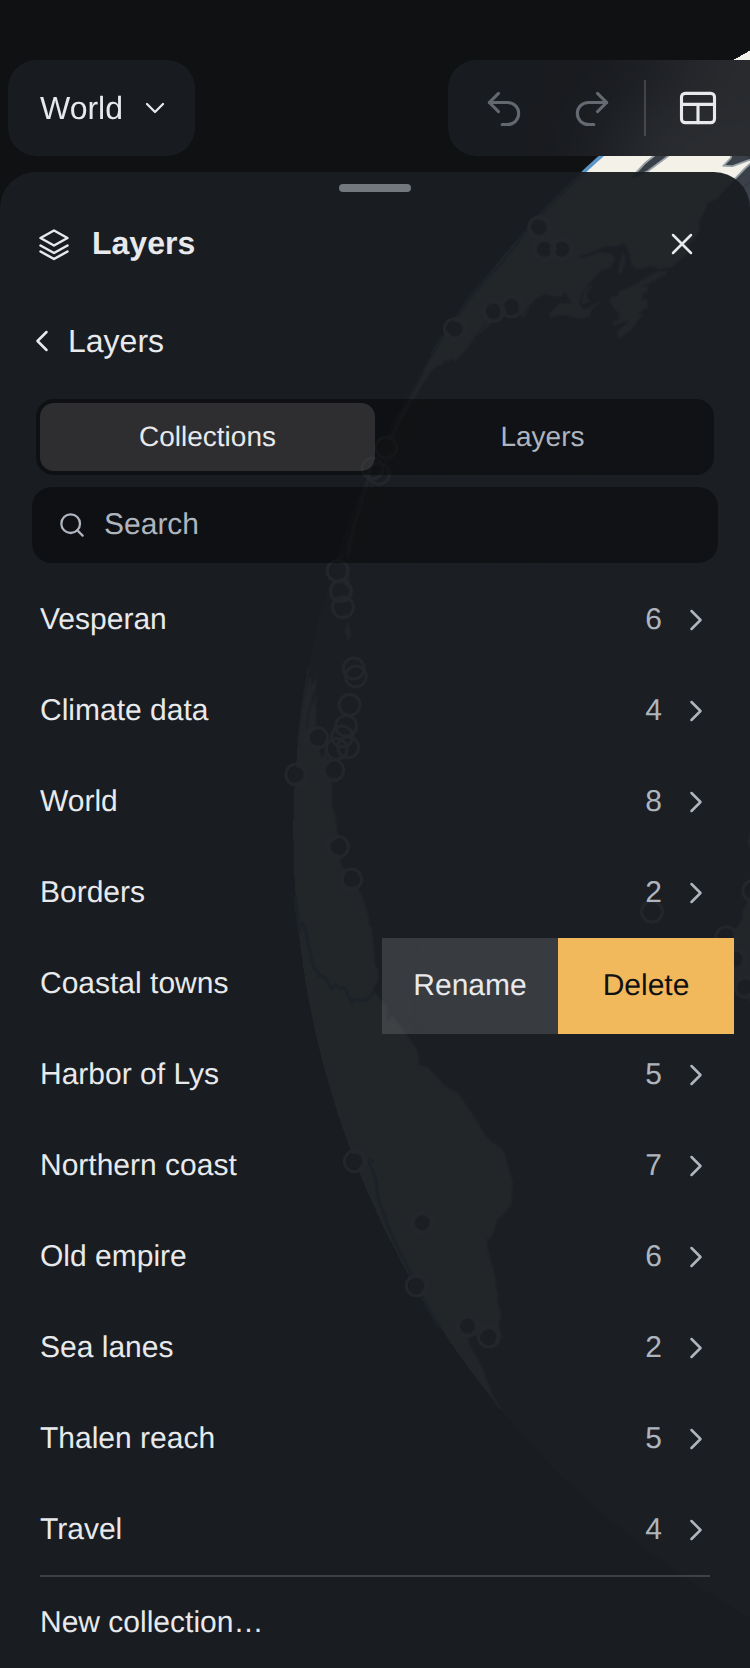 World
Layers
Layers
Collections Layers
Search
Vesperan 6
Climate data 4
World 8
Borders 2
Coastal towns Rename Delete
Harbor of Lys 5
Northern coast 7
Old empire 6
Sea lanes 2
Thalen reach 5
Travel 4
New collection…